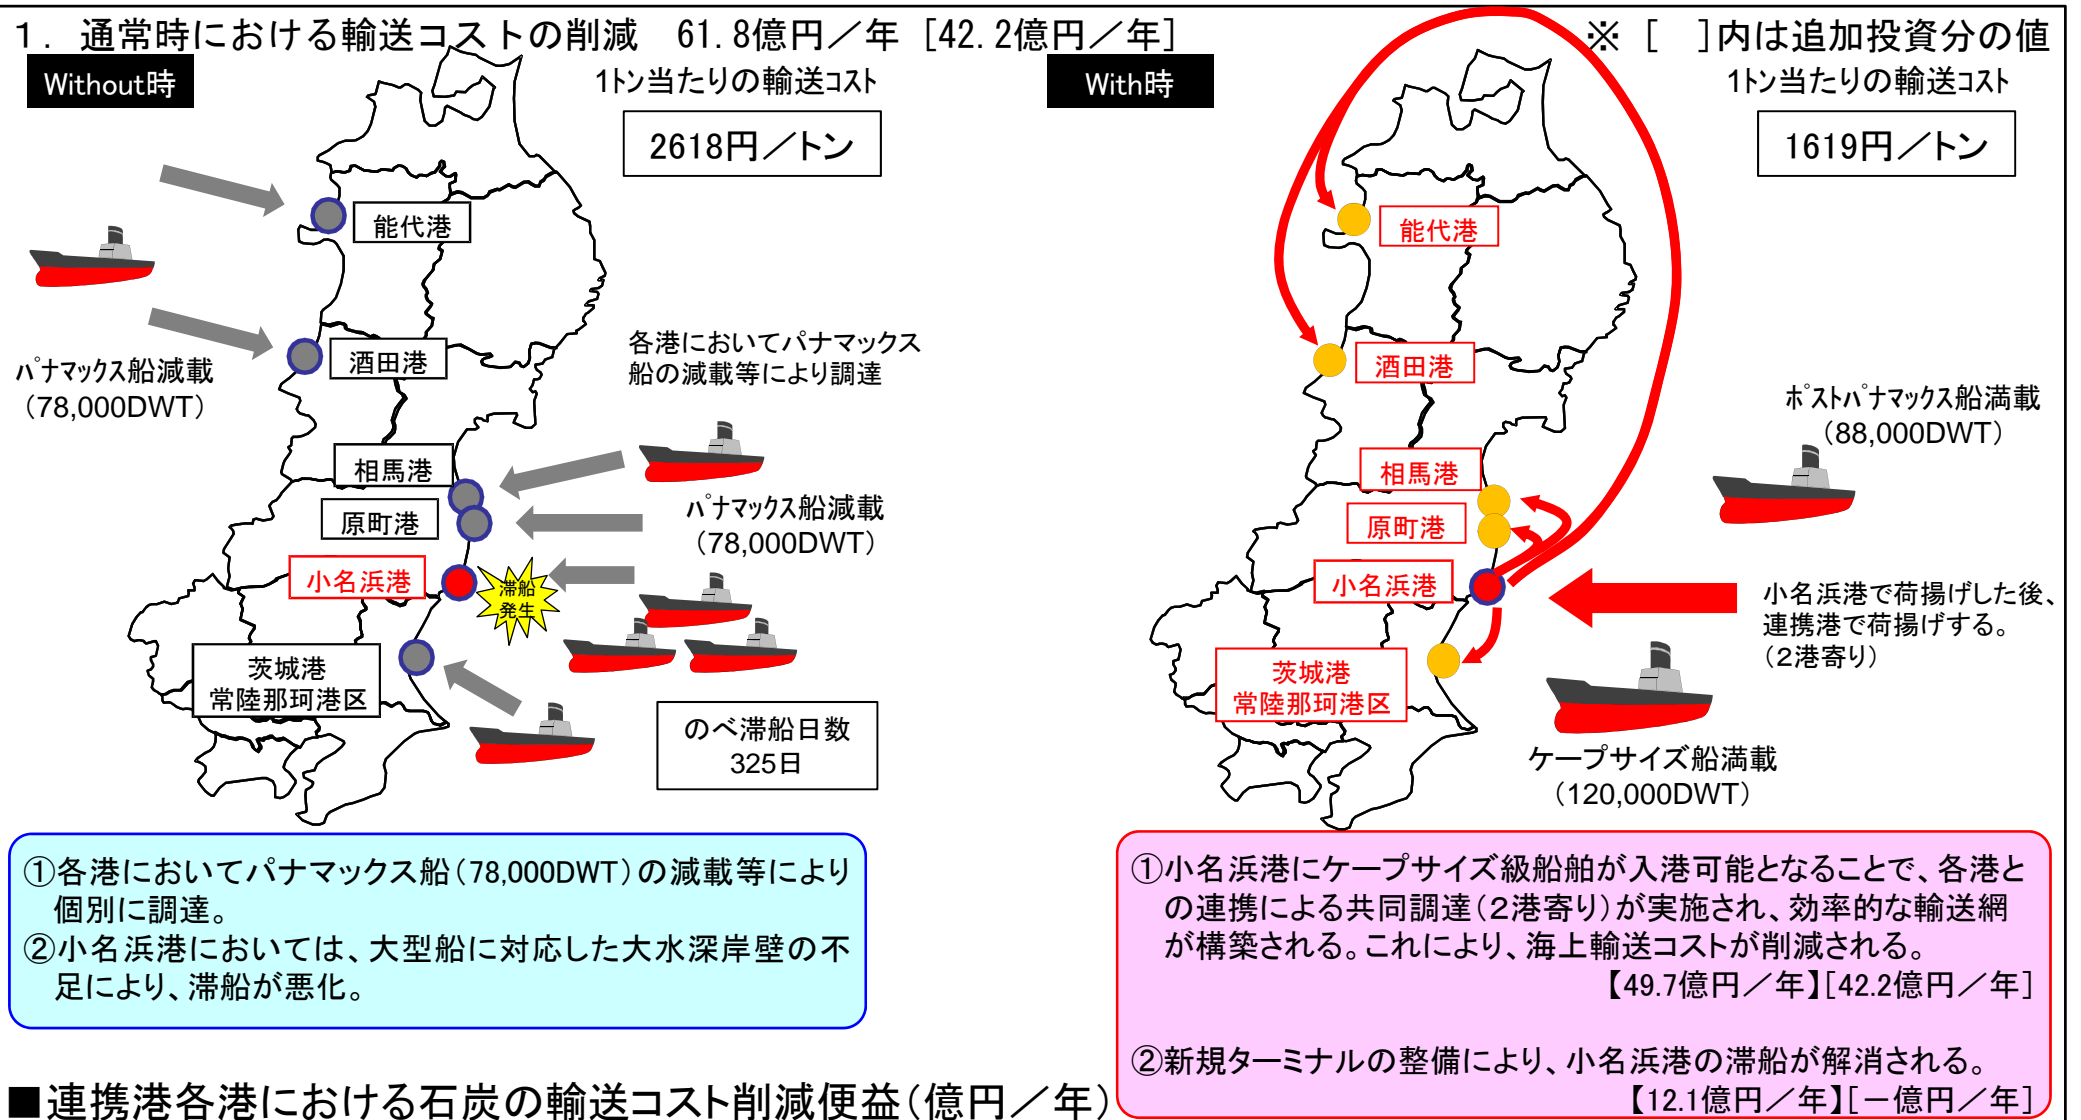 １．通常時における輸送コストの削減　61.8億円／年［42.2億円／年］
※［　］内は追加投資分の値
Without時
1トン当たりの輸送コスト
2618円／トン
能代港
酒田港
パナマックス船減載
（78,000DWT）
各港においてパナマックス
船の減載等により調達
相馬港
原町港
パナマックス船減載
（78,000DWT）
小名浜港
滞船
発生
茨城港
常陸那珂港区
のべ滞船日数
325日
With時
1トン当たりの輸送コスト
1619円／トン
能代港
酒田港
ポストパナマックス船満載
（88,000DWT）
相馬港
原町港
小名浜港
小名浜港で荷揚げした後、
連携港で荷揚げする。
（２港寄り）
茨城港
常陸那珂港区
ケープサイズ船満載
（120,000DWT）
①各港においてパナマックス船（78,000DWT）の減載等により
個別に調達。
②小名浜港においては、大型船に対応した大水深岸壁の不
足により、滞船が悪化。
①小名浜港にケープサイズ級船舶が入港可能となることで、各港と
の連携による共同調達（２港寄り）が実施され、効率的な輸送網
が構築される。これにより、海上輸送コストが削減される。
【49.7億円／年】［42.2億円／年］
②新規ターミナルの整備により、小名浜港の滞船が解消される。
【12.1億円／年】［－億円／年］
■連携港各港における石炭の輸送コスト削減便益（億円／年）